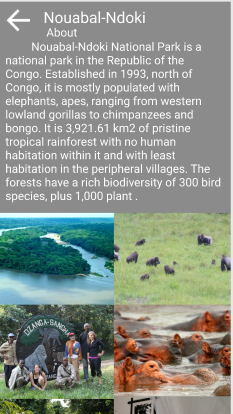 Nouabal-Ndoki
About
Nouabal-Ndoki National Park is a
national park in the Republic of the
Congo. Established in 1993, north of
Congo, it is mostly populated with
elephants, apes, ranging from western
lowland gorillas to chimpanzees and
bongo. It is 3,921.61 km2 of pristine
tropical rainforest with no human
habitation within it and with least
habitation in the peripheral villages. The
forests have a rich biodiversity of 300 bird
species, plus 1,000 plant .
DZANGA-SANGHA